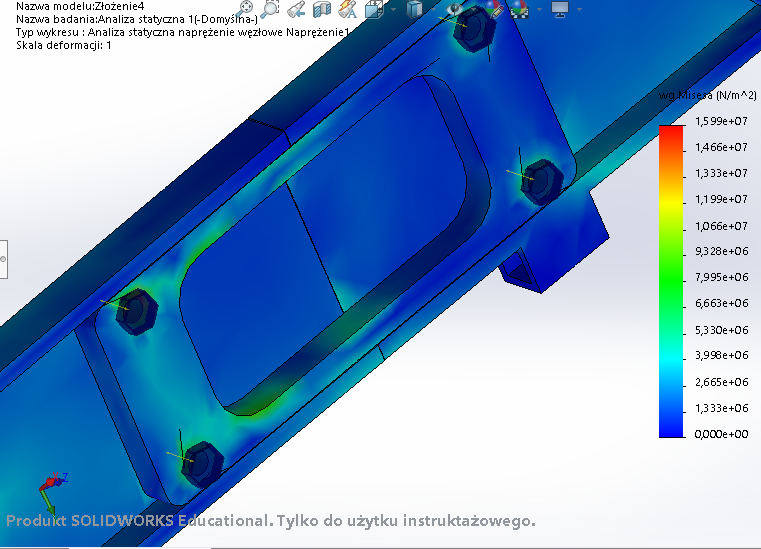 Nazwa modelu:Złożenie4
Nazwa badania:Analiza statyczna 1(-Domyślna-)
Typ wykresu : Analiza statyczna naprężenie węzłowe Naprężenie1
Skala deformacji: 1
wg Misesa (N/m^2)
1,599e+07
1,466e+07
1,333e+07
1,199e+07
1,066e+07
9,328e+06
7,995e+06
6,663e+06
5,330e+06
3,998e+06
2,665e+06
1,333e+06
0,000e+00
Z
Produkt SOLIDWORKS Educational. Tylko do użytku instruktażowego.